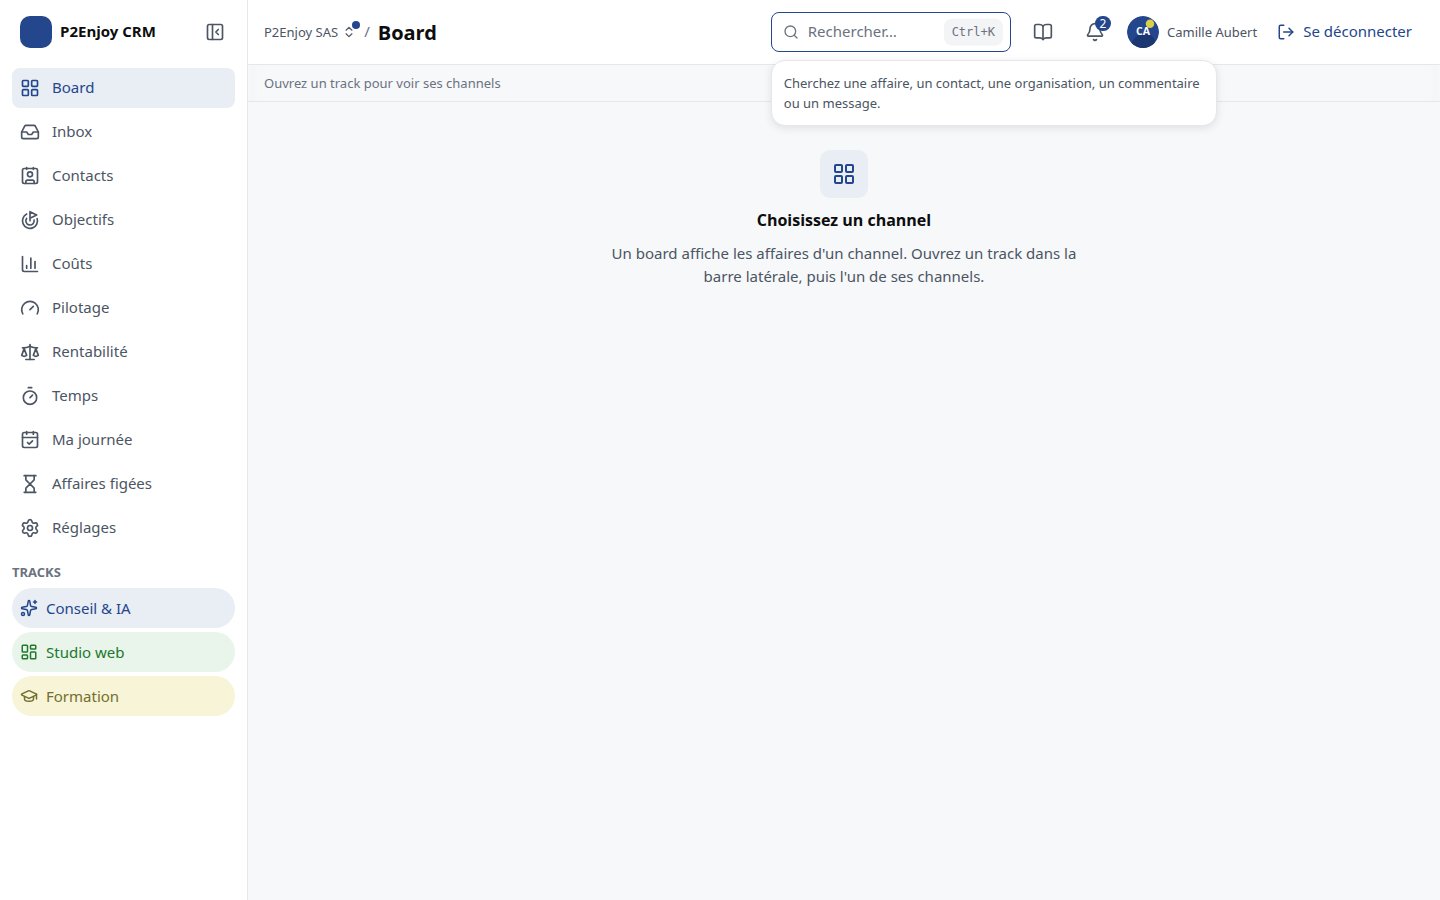 P2Enjoy CRM
P2Enjoy SAS / Board
Rechercher... Ctrl+K
2
CA Camille Aubert
Se déconnecter
Board
Inbox
Contacts
Objectifs
Coûts
Pilotage
Rentabilité
Temps
Ma journée
Affaires figées
Réglages
TRACKS
Conseil & IA
Studio web
Formation
Ouvrez un track pour voir ses channels
Cherchez une affaire, un contact, une organisation, un commentaire
ou un message.
Choisissez un channel
Un board affiche les affaires d'un channel. Ouvrez un track dans la
barre latérale, puis l'un de ses channels.